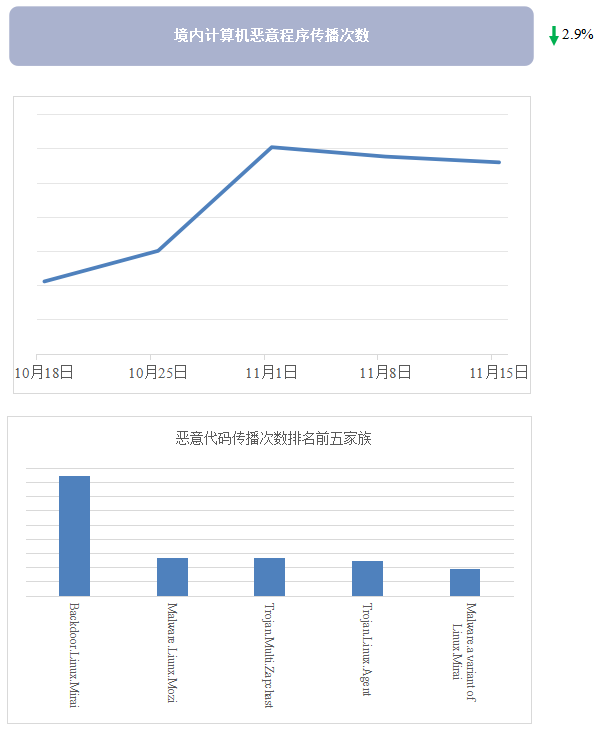 境内计算机恶意程序传播次数
2.9%
10月18日 10月25日 11月1日 11月8日 11月15日
恶意代码传播次数排名前五家族
Backdoor.Linux.Mirai
Malware.Liunx.Mozi
Trojan.Multi.Zapchast
Trojan.Linux.Agent
Malware.a variant of
Linux.Mirai